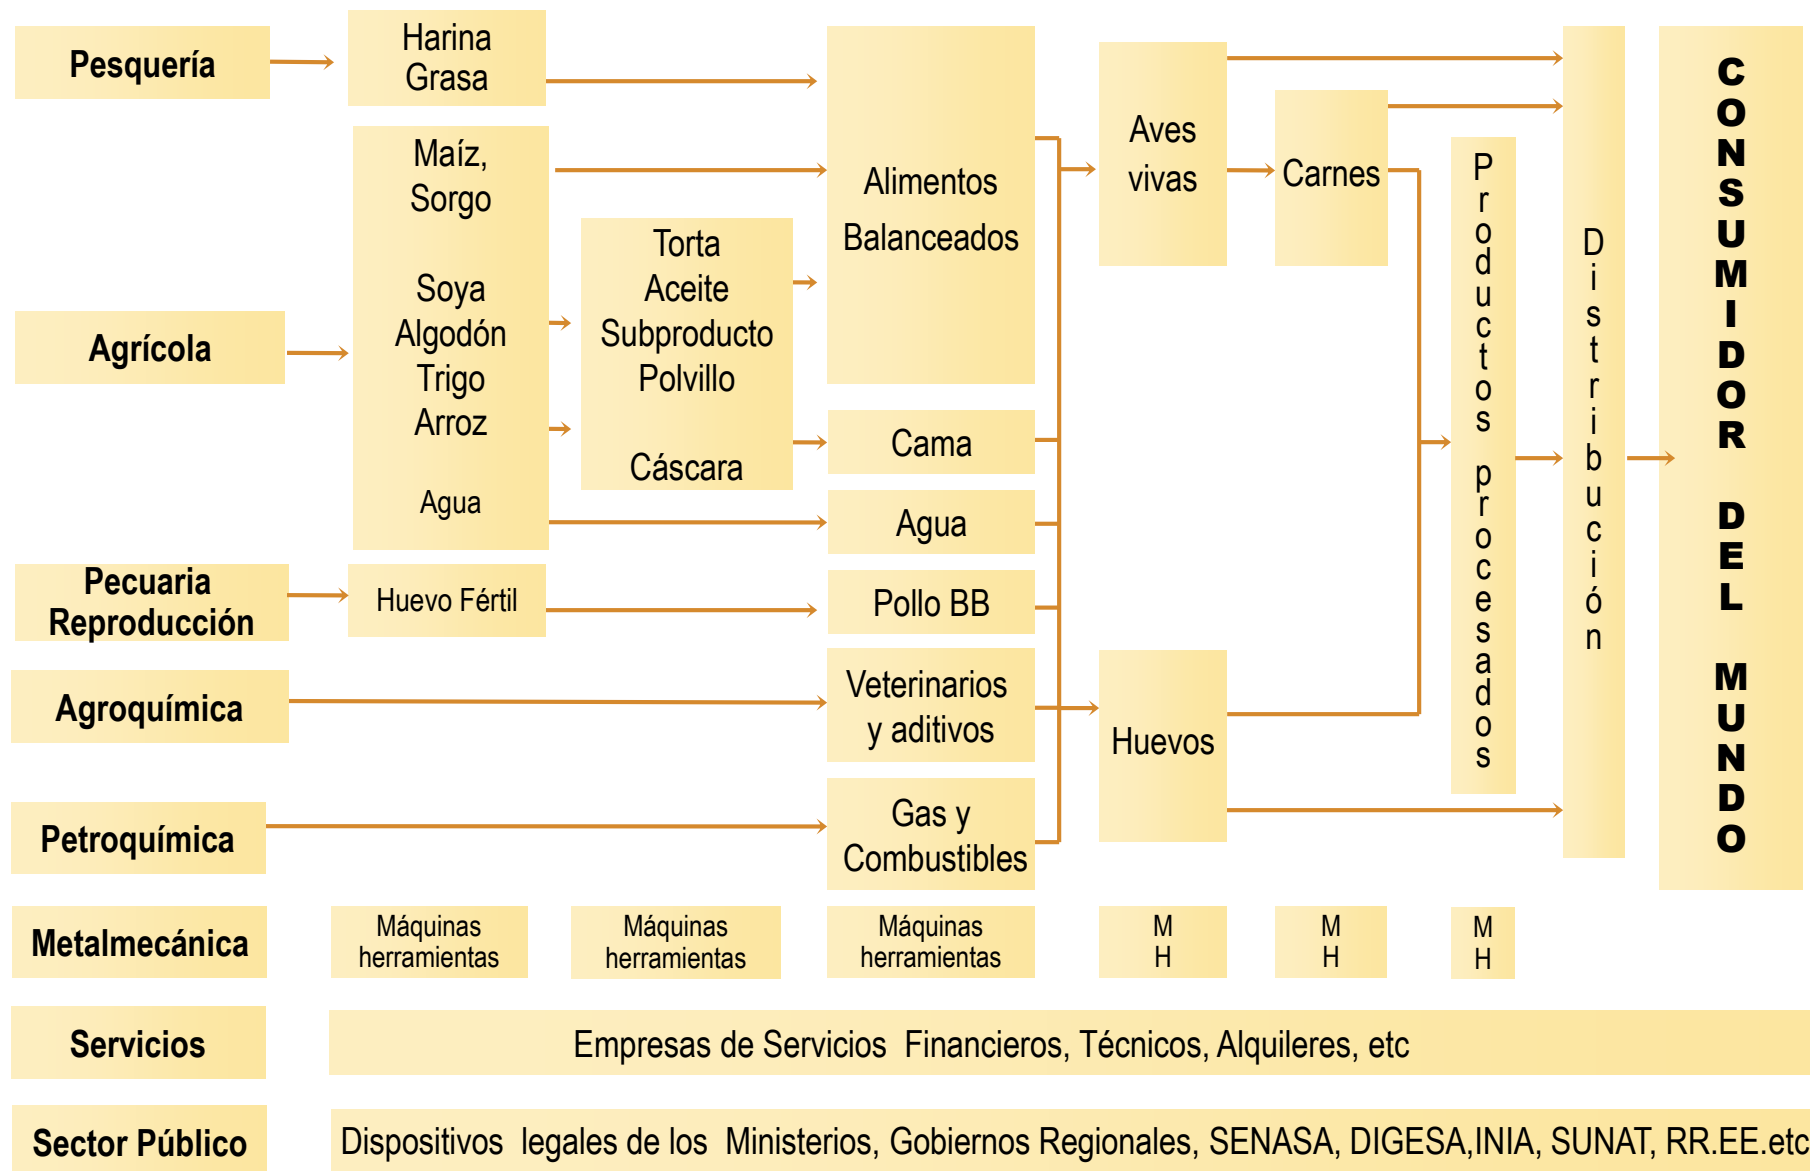 Pesquería
Harina
Grasa
Agrícola
Maíz,
Sorgo
Soya
Algodón
Trigo
Arroz
Agua
Torta
Aceite
Subproducto
Polvillo
Cáscara
Alimentos
Balanceados
Cama
Agua
Pecuaria
Reproducción
Huevo Fértil
Pollo BB
Agroquímica
Veterinarios
y aditivos
Petroquímica
Gas y
Combustibles
Aves
vivas
Carnes
Huevos
Productos procesados
Distribución
CONSUMIDOR DEL MUNDO
Metalmecánica
Máquinas
herramientas
Máquinas
herramientas
Máquinas
herramientas
M
H
M
H
M
H
Servicios
Empresas de Servicios Financieros, Técnicos, Alquileres, etc
Sector Público
Dispositivos legales de los Ministerios, Gobiernos Regionales, SENASA, DIGESA,INIA, SUNAT, RR.EE.etc